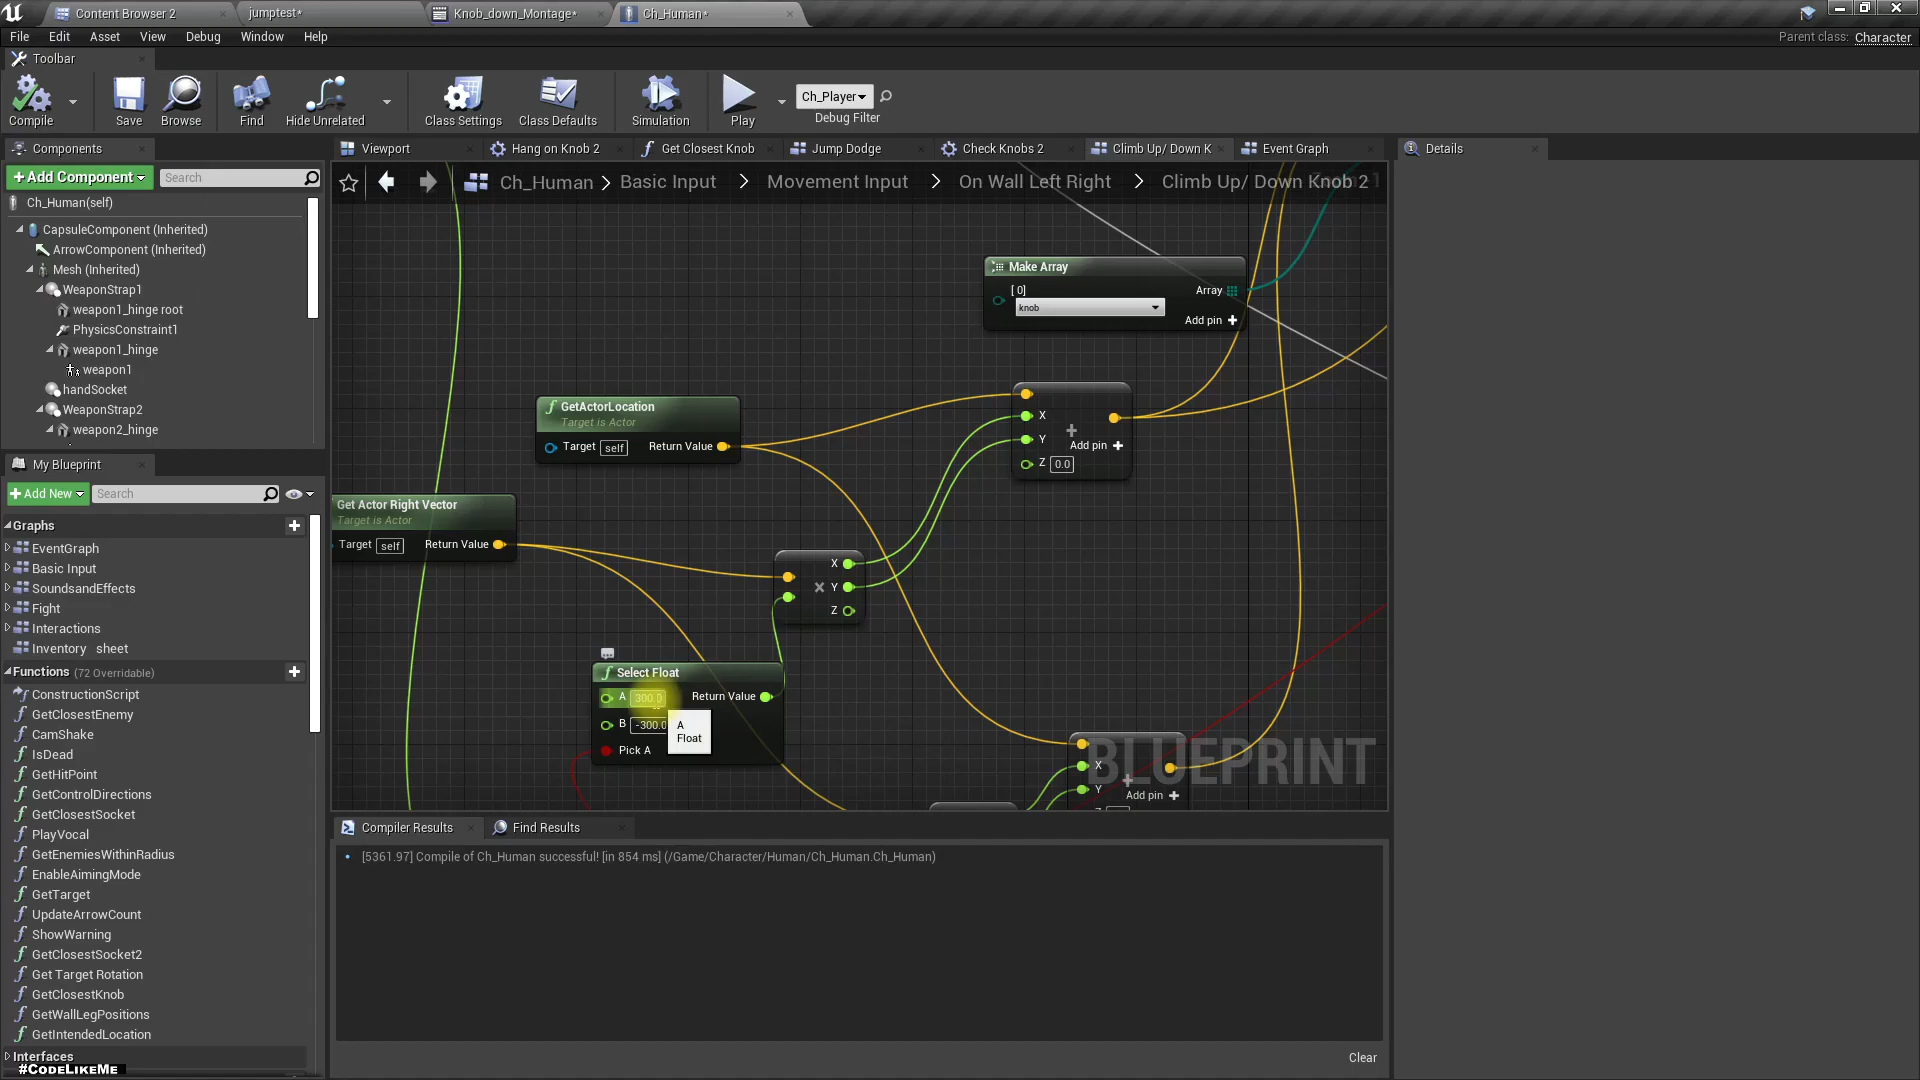 Content Browser 2
jumptest*
Knob_down_Montage*
Ch_Human*
File Edit Asset View Debug Window Help
Parent class: Character
Toolbar
Compile
Save
Browse
Find
Hide Unrelated
Class Settings
Class Defaults
Simulation
Play
Ch_Player
Debug Filter
Components
Viewport
Hang on Knob 2
Get Closest Knob
Jump Dodge
Check Knobs 2
Climb Up/ Down K
Event Graph
Details
+Add Component
Search
Ch_Human > Basic Input > Movement Input > On Wall Left Right > Climb Up/ Down Knob 2
Ch_Human(self)
CapsuleComponent (Inherited)
ArrowComponent (Inherited)
Mesh (Inherited)
WeaponStrap1
weapon1_hinge root
PhysicsConstraint1
weapon1_hinge
weapon1
handSocket
WeaponStrap2
weapon2_hinge
Make Array
[ 0]
Array
knob
Add pin +
GetActorLocation
Target is Actor
Target self Return Value
X
Y
Add pin +
Z 0.0
My Blueprint
+Add New
Search
Get Actor Right Vector
Target is Actor
Target self Return Value
X
Y
Z
Select Float
A 300.0 Return Value
B -300.0
Pick A
A
Float
X
Y
Add pin +
BLUEPRINT
Graphs
EventGraph
Basic Input
SoundsandEffects
Fight
Interactions
Inventory sheet
Functions (72 Overridable)
ConstructionScript
GetClosestEnemy
CamShake
IsDead
GetHitPoint
GetControlDirections
GetClosestSocket
PlayVocal
GetEnemiesWithinRadius
EnableAimingMode
GetTarget
UpdateArrowCount
ShowWarning
GetClosestSocket2
Get Target Rotation
GetClosestKnob
GetWallLegPositions
GetIntendedLocation
Interfaces
#CodeLikeMe
Compiler Results
Find Results
[5361.97] Compile of Ch_Human successful! [in 854 ms] (/Game/Character/Human/Ch_Human.Ch_Human)
Clear